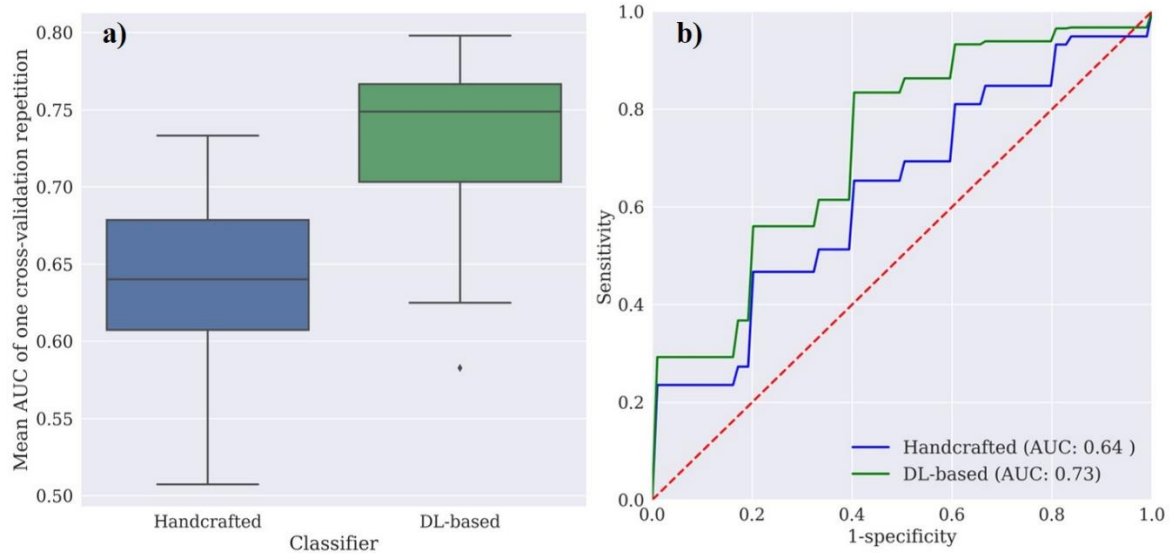 a)
Mean AUC of one cross-validation repetition
0.80
0.75
0.70
0.65
0.60
0.55
0.50
Handcrafted
DL-based
Classifier
b)
Sensitivity
1.0
0.8
0.6
0.4
0.2
0.0
Handcrafted (AUC: 0.64 )
DL-based (AUC: 0.73)
0.0 0.2 0.4 0.6 0.8 1.0
1-specificity